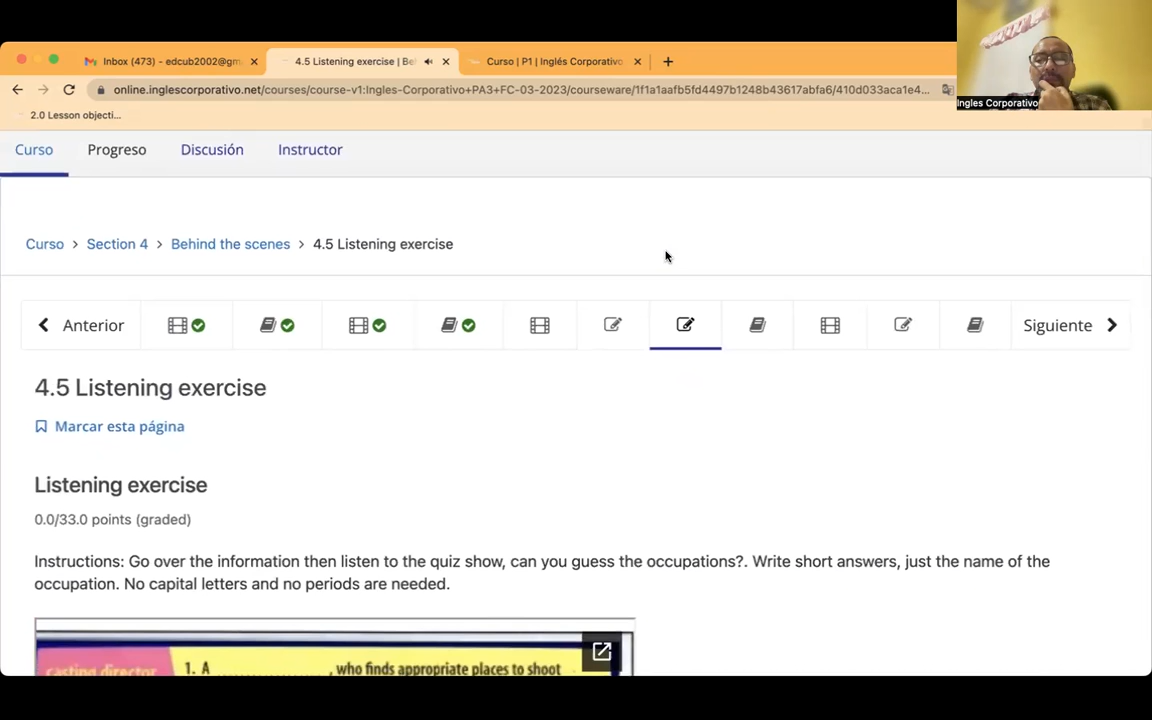 Inbox (473) - edcub2002@gm
4.5 Listening exercise | Be
Curso | P1 | Inglés Corporativo
online.inglescorporativo.net/courses/course-v1:Ingles-Corporativo+PA3+FC-03-2023/courseware/1f1a1aafb5fd4497b1248b43617abfa6/410d033aca1e4...
Ingles Corporativo
2.0 Lesson objecti...
Curso Progreso Discusión Instructor
Curso > Section 4 > Behind the scenes > 4.5 Listening exercise
Anterior Siguiente
4.5 Listening exercise
Marcar esta página
Listening exercise
0.0/33.0 points (graded)
Instructions: Go over the information then listen to the quiz show, can you guess the occupations?. Write short answers, just the name of the
occupation. No capital letters and no periods are needed.
casting director 1. A ____________, who finds appropriate places to shoot